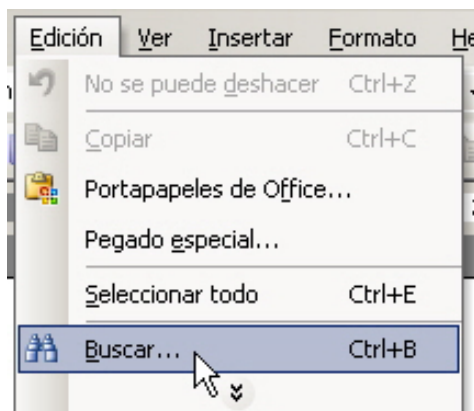 Edición Ver Insertar Formato He
No se puede deshacer Ctrl+Z
Copiar Ctrl+C
Portapapeles de Office...
Pegado especial...
Seleccionar todo Ctrl+E
Buscar... Ctrl+B